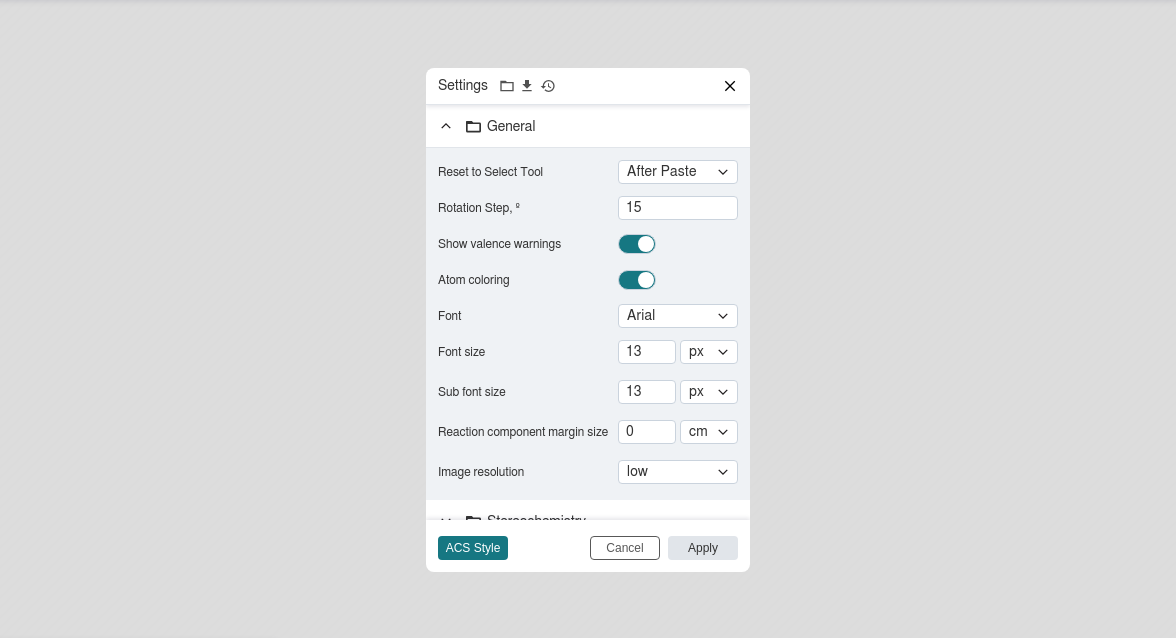 Settings
General
Reset to Select Tool After Paste
Rotation Step, º 15
Show valence warnings
Atom coloring
Font Arial
Font size 13 px
Sub font size 13 px
Reaction component margin size 0 cm
Image resolution low
Stereochemistry
ACS Style Cancel Apply